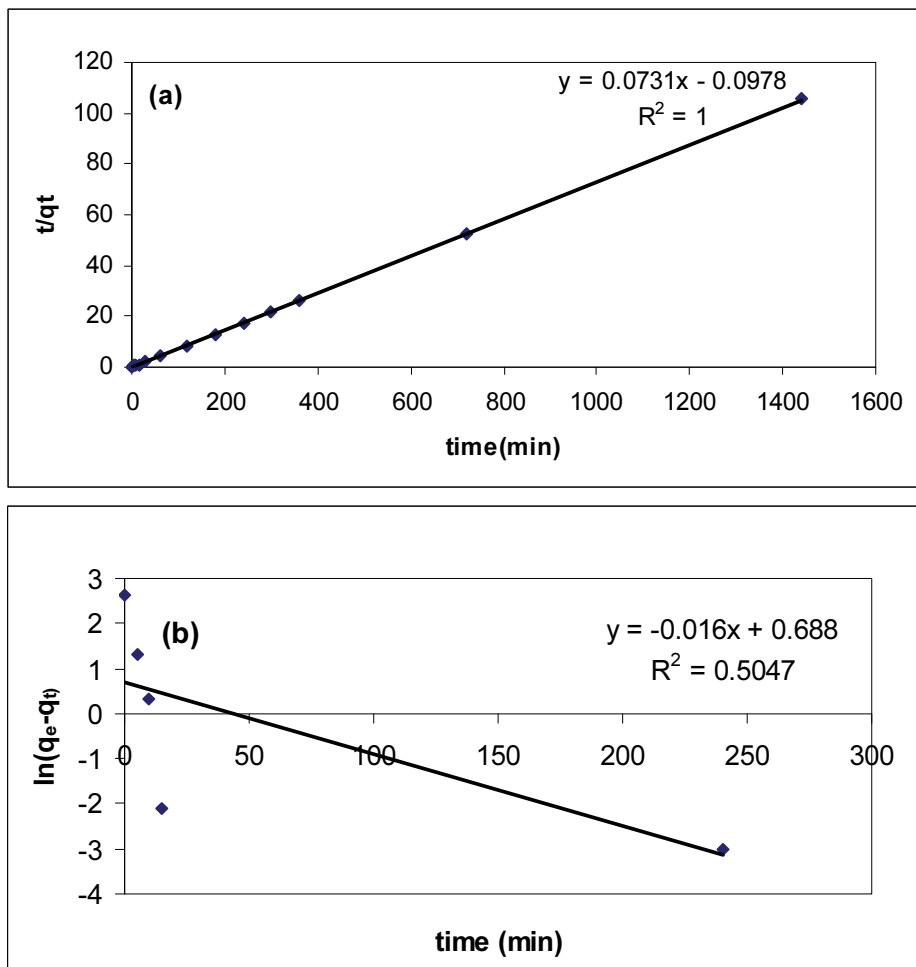 (a)
y = 0.0731x - 0.0978
R² = 1
t/qt
120
100
80
60
40
20
0
0 200 400 600 800 1000 1200 1400 1600
time(min)
(b)
y = -0.016x + 0.688
R² = 0.5047
ln(qe-qt)
3
2
1
0
-1
-2
-3
-4
0 50 100 150 200 250 300
time (min)